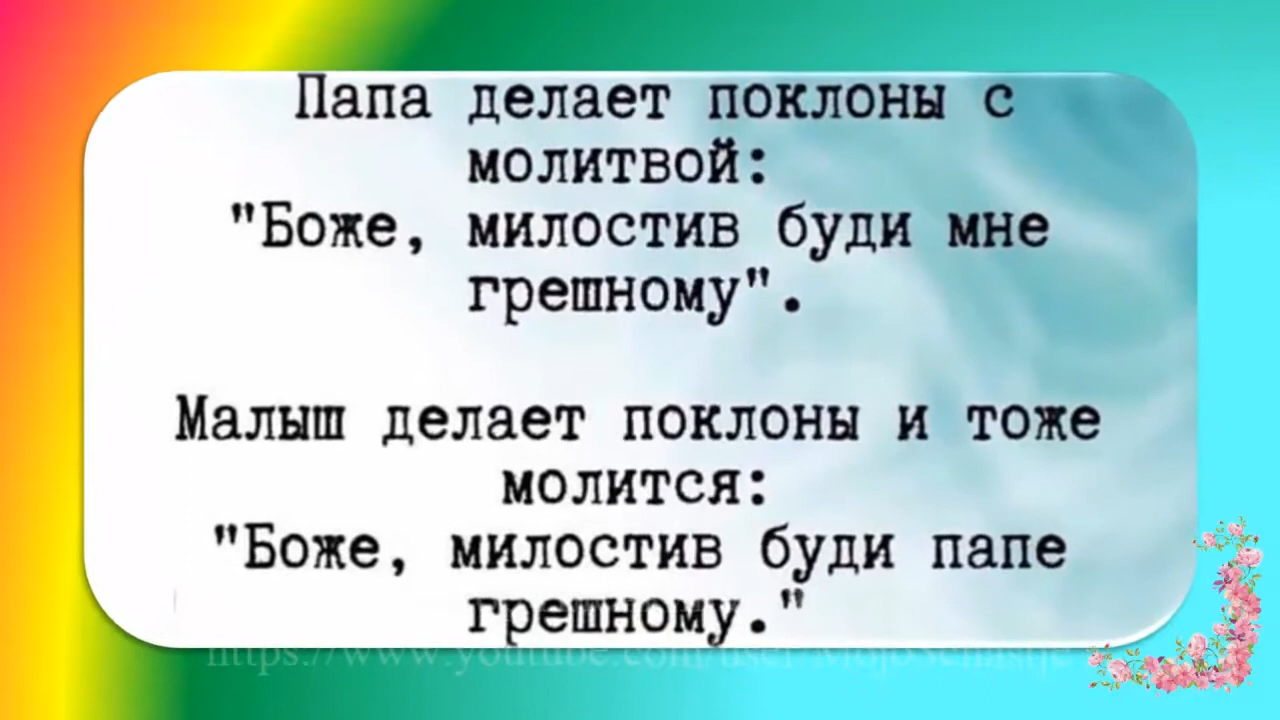 Папа делает поклоны с
молитвой:
"Боже, милостив буди мне
грешному".
Малыш делает поклоны и тоже
молится:
"Боже, милостив буди папе
грешному."